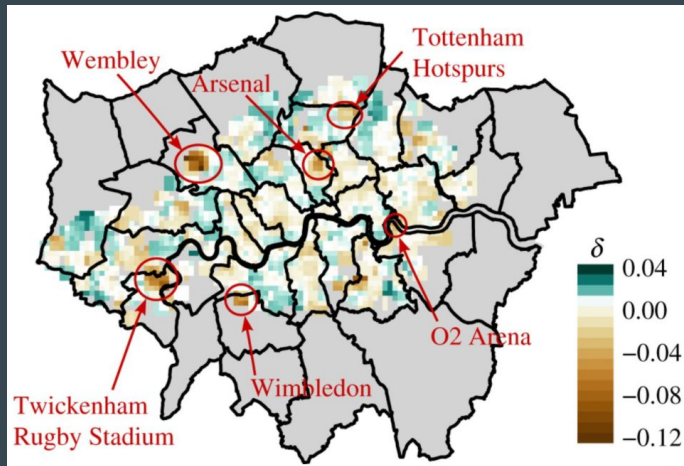 Wembley
Arsenal
Tottenham
Hotspurs
δ
0.04
0.00
−0.04
−0.08
−0.12
O2 Arena
Wimbledon
Twickenham
Rugby Stadium